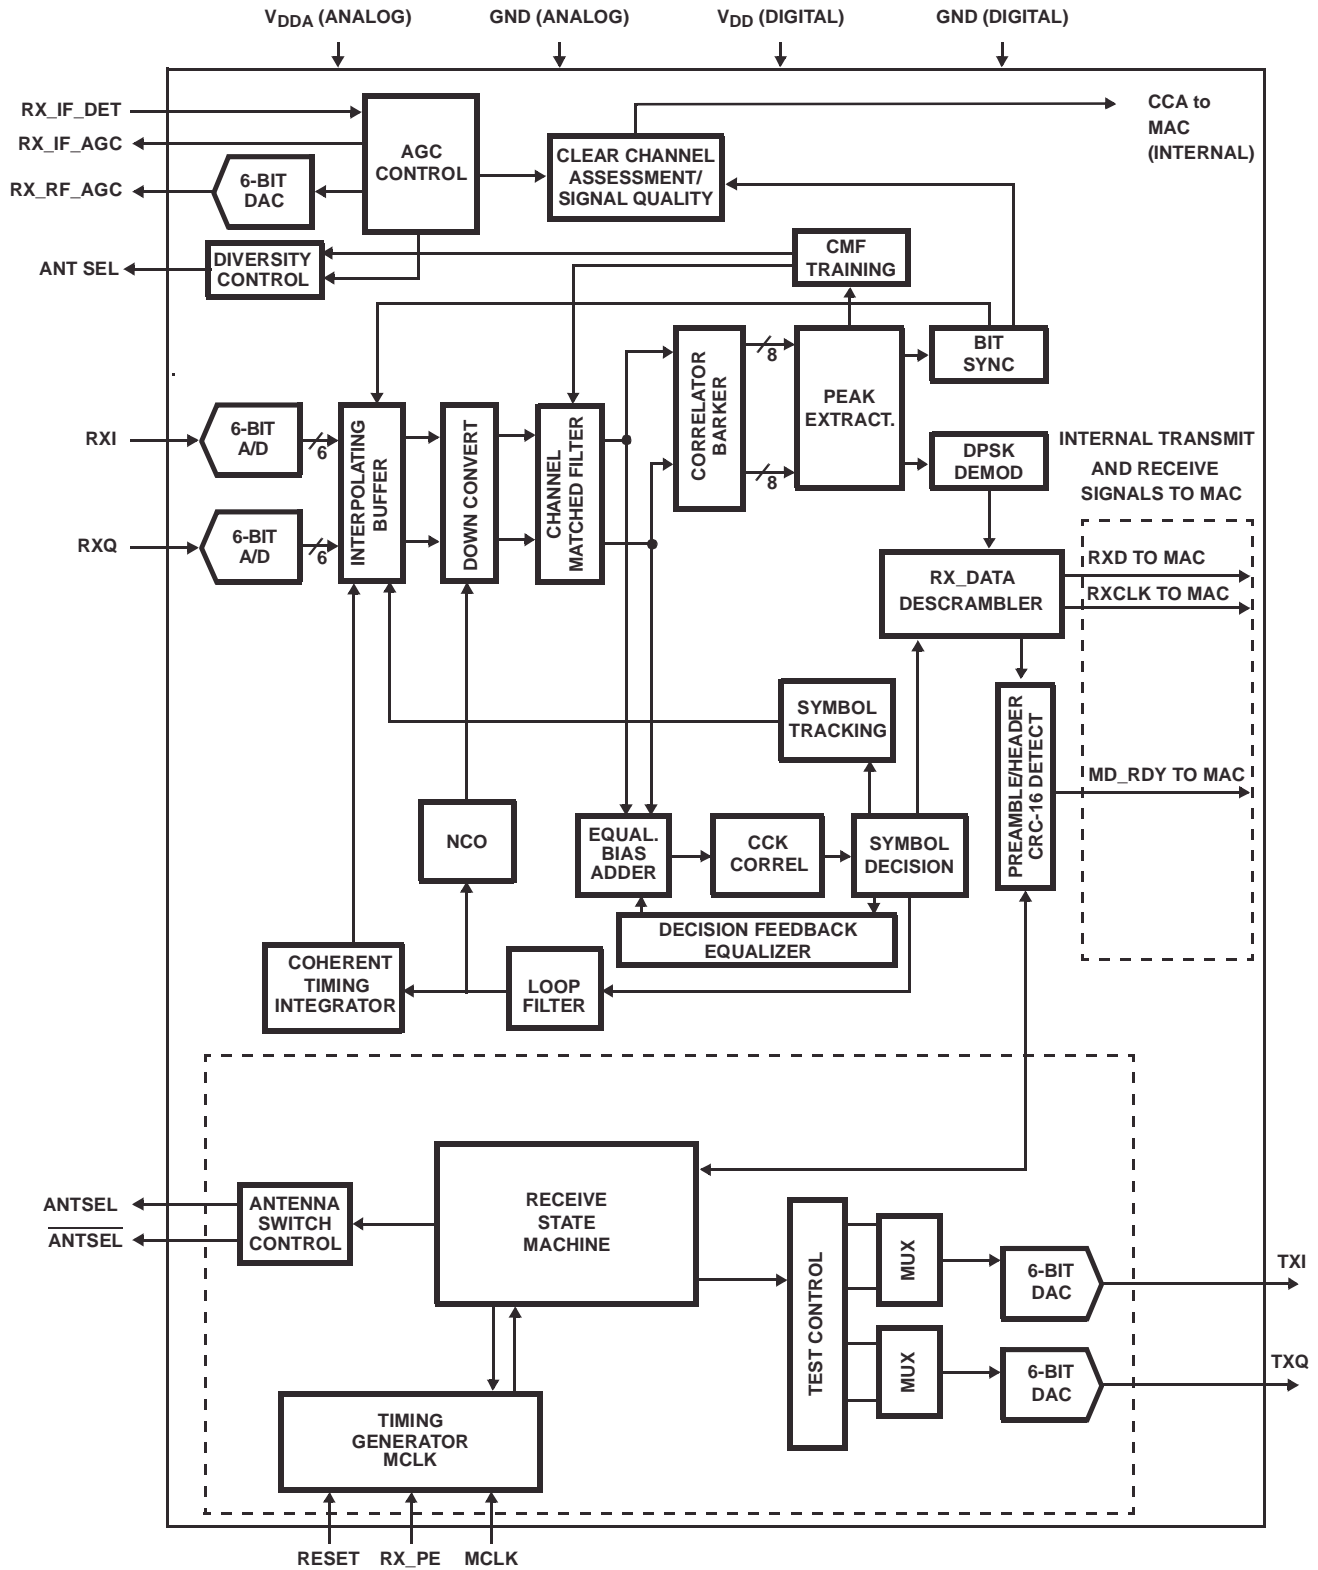 VDDA (ANALOG)
GND (ANALOG)
VDD (DIGITAL)
GND (DIGITAL)
RX_IF_DET
RX_IF_AGC
RX_RF_AGC
ANT SEL
6-BIT
DAC
AGC
CONTROL
CLEAR CHANNEL
ASSESSMENT/
SIGNAL QUALITY
CCA to
MAC
(INTERNAL)
DIVERSITY
CONTROL
CMF
TRAINING
RXI
6-BIT
A/D
6
RXQ
6-BIT
A/D
6
INTERPOLATING
BUFFER
DOWN CONVERT
CHANNEL
MATCHED FILTER
CORRELATOR
BARKER
8
8
PEAK
EXTRACT.
BIT
SYNC
DPSK
DEMOD
INTERNAL TRANSMIT
AND RECEIVE
SIGNALS TO MAC
RX_DATA
DESCRAMBLER
RXD TO MAC
RXCLK TO MAC
SYMBOL
TRACKING
PREAMBLE/HEADER
CRC-16 DETECT
MD_RDY TO MAC
NCO
EQUAL.
BIAS
ADDER
CCK
CORREL
SYMBOL
DECISION
DECISION FEEDBACK
EQUALIZER
COHERENT
TIMING
INTEGRATOR
LOOP
FILTER
ANTSEL
ANTSEL
ANTENNA
SWITCH
CONTROL
RECEIVE
STATE
MACHINE
TEST CONTROL
MUX
6-BIT
DAC
TXI
MUX
6-BIT
DAC
TXQ
TIMING
GENERATOR
MCLK
RESET
RX_PE
MCLK